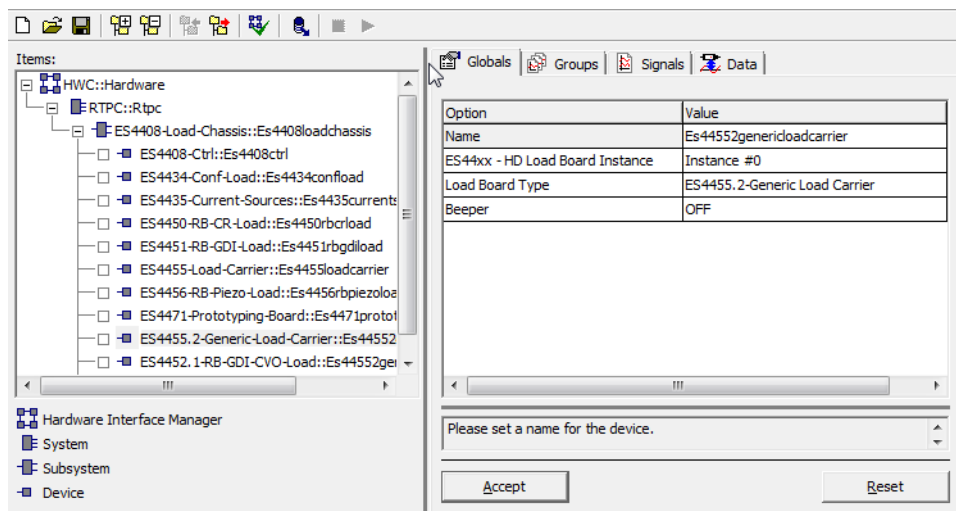 Items:
HWC::Hardware
RTPC::Rtpc
ES4408-Load-Chassis::Es4408loadchassis
ES4408-Ctrl::Es4408ctrl
ES4434-Conf-Load::Es4434confload
ES4435-Current-Sources::Es4435currents
ES4450-RB-CR-Load::Es4450rbcrload
ES4451-RB-GDI-Load::Es4451rbgdiload
ES4455-Load-Carrier::Es4455loadcarrier
ES4456-RB-Piezo-Load::Es4456rbpiezoloa
ES4471-Prototyping-Board::Es4471protot
ES4455.2-Generic-Load-Carrier::Es44552
ES4452.1-RB-GDI-CVO-Load::Es44552ger
Hardware Interface Manager
System
Subsystem
Device
Globals Groups Signals Data
Option Value
Name Es44552genericloadcarrier
ES44xx - HD Load Board Instance Instance #0
Load Board Type ES4455.2-Generic Load Carrier
Beeper OFF
Please set a name for the device.
Accept Reset